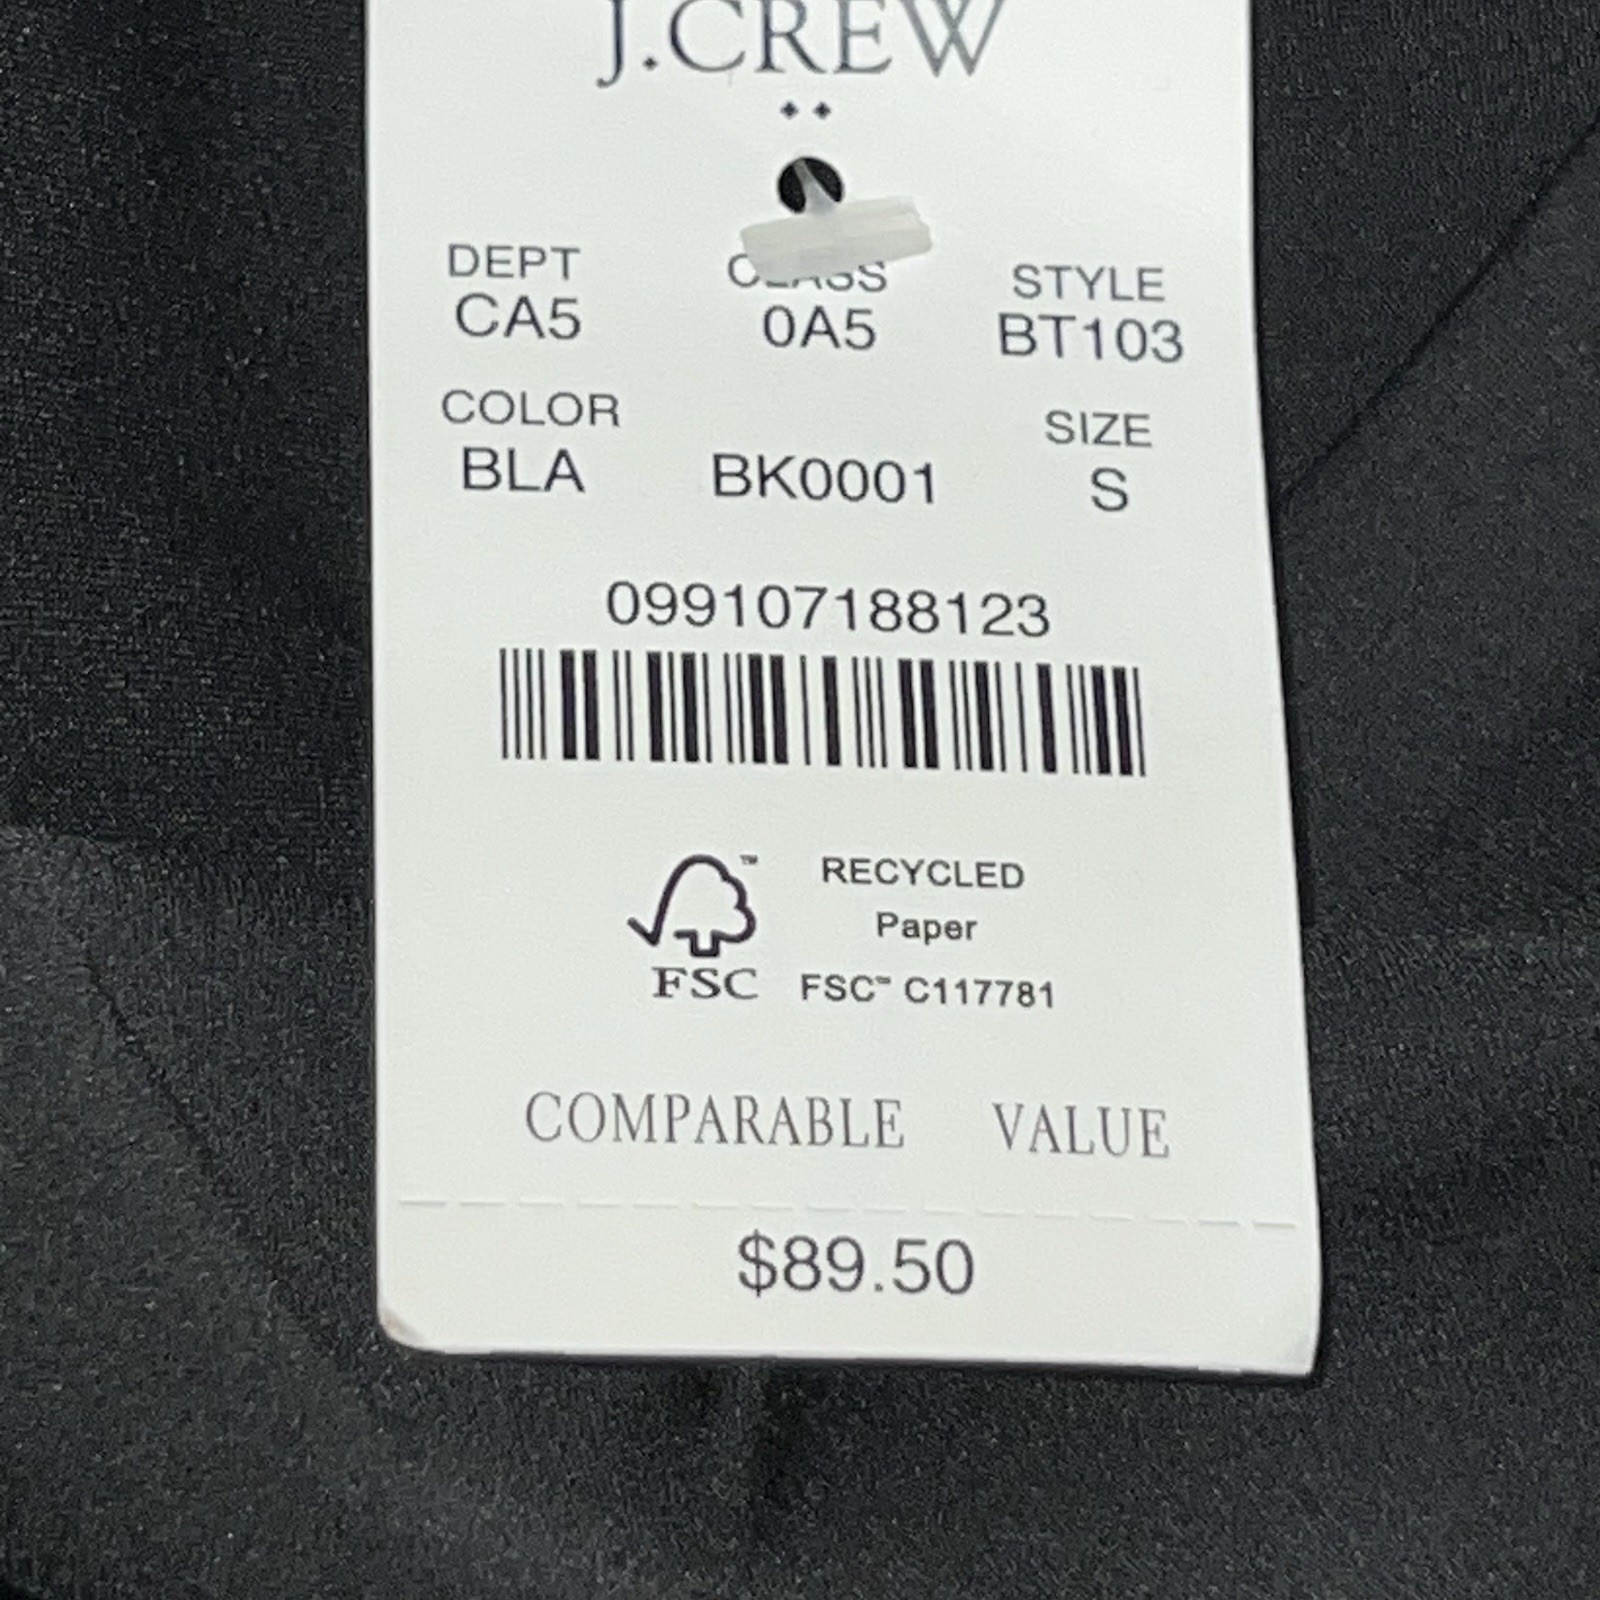 J.CREW
DEPT CLASS STYLE
CA5 0A5 BT103
COLOR SIZE
BLA BK0001 S
099107188123
RECYCLED
Paper
FSC FSC™ C117781
COMPARABLE VALUE
$89.50